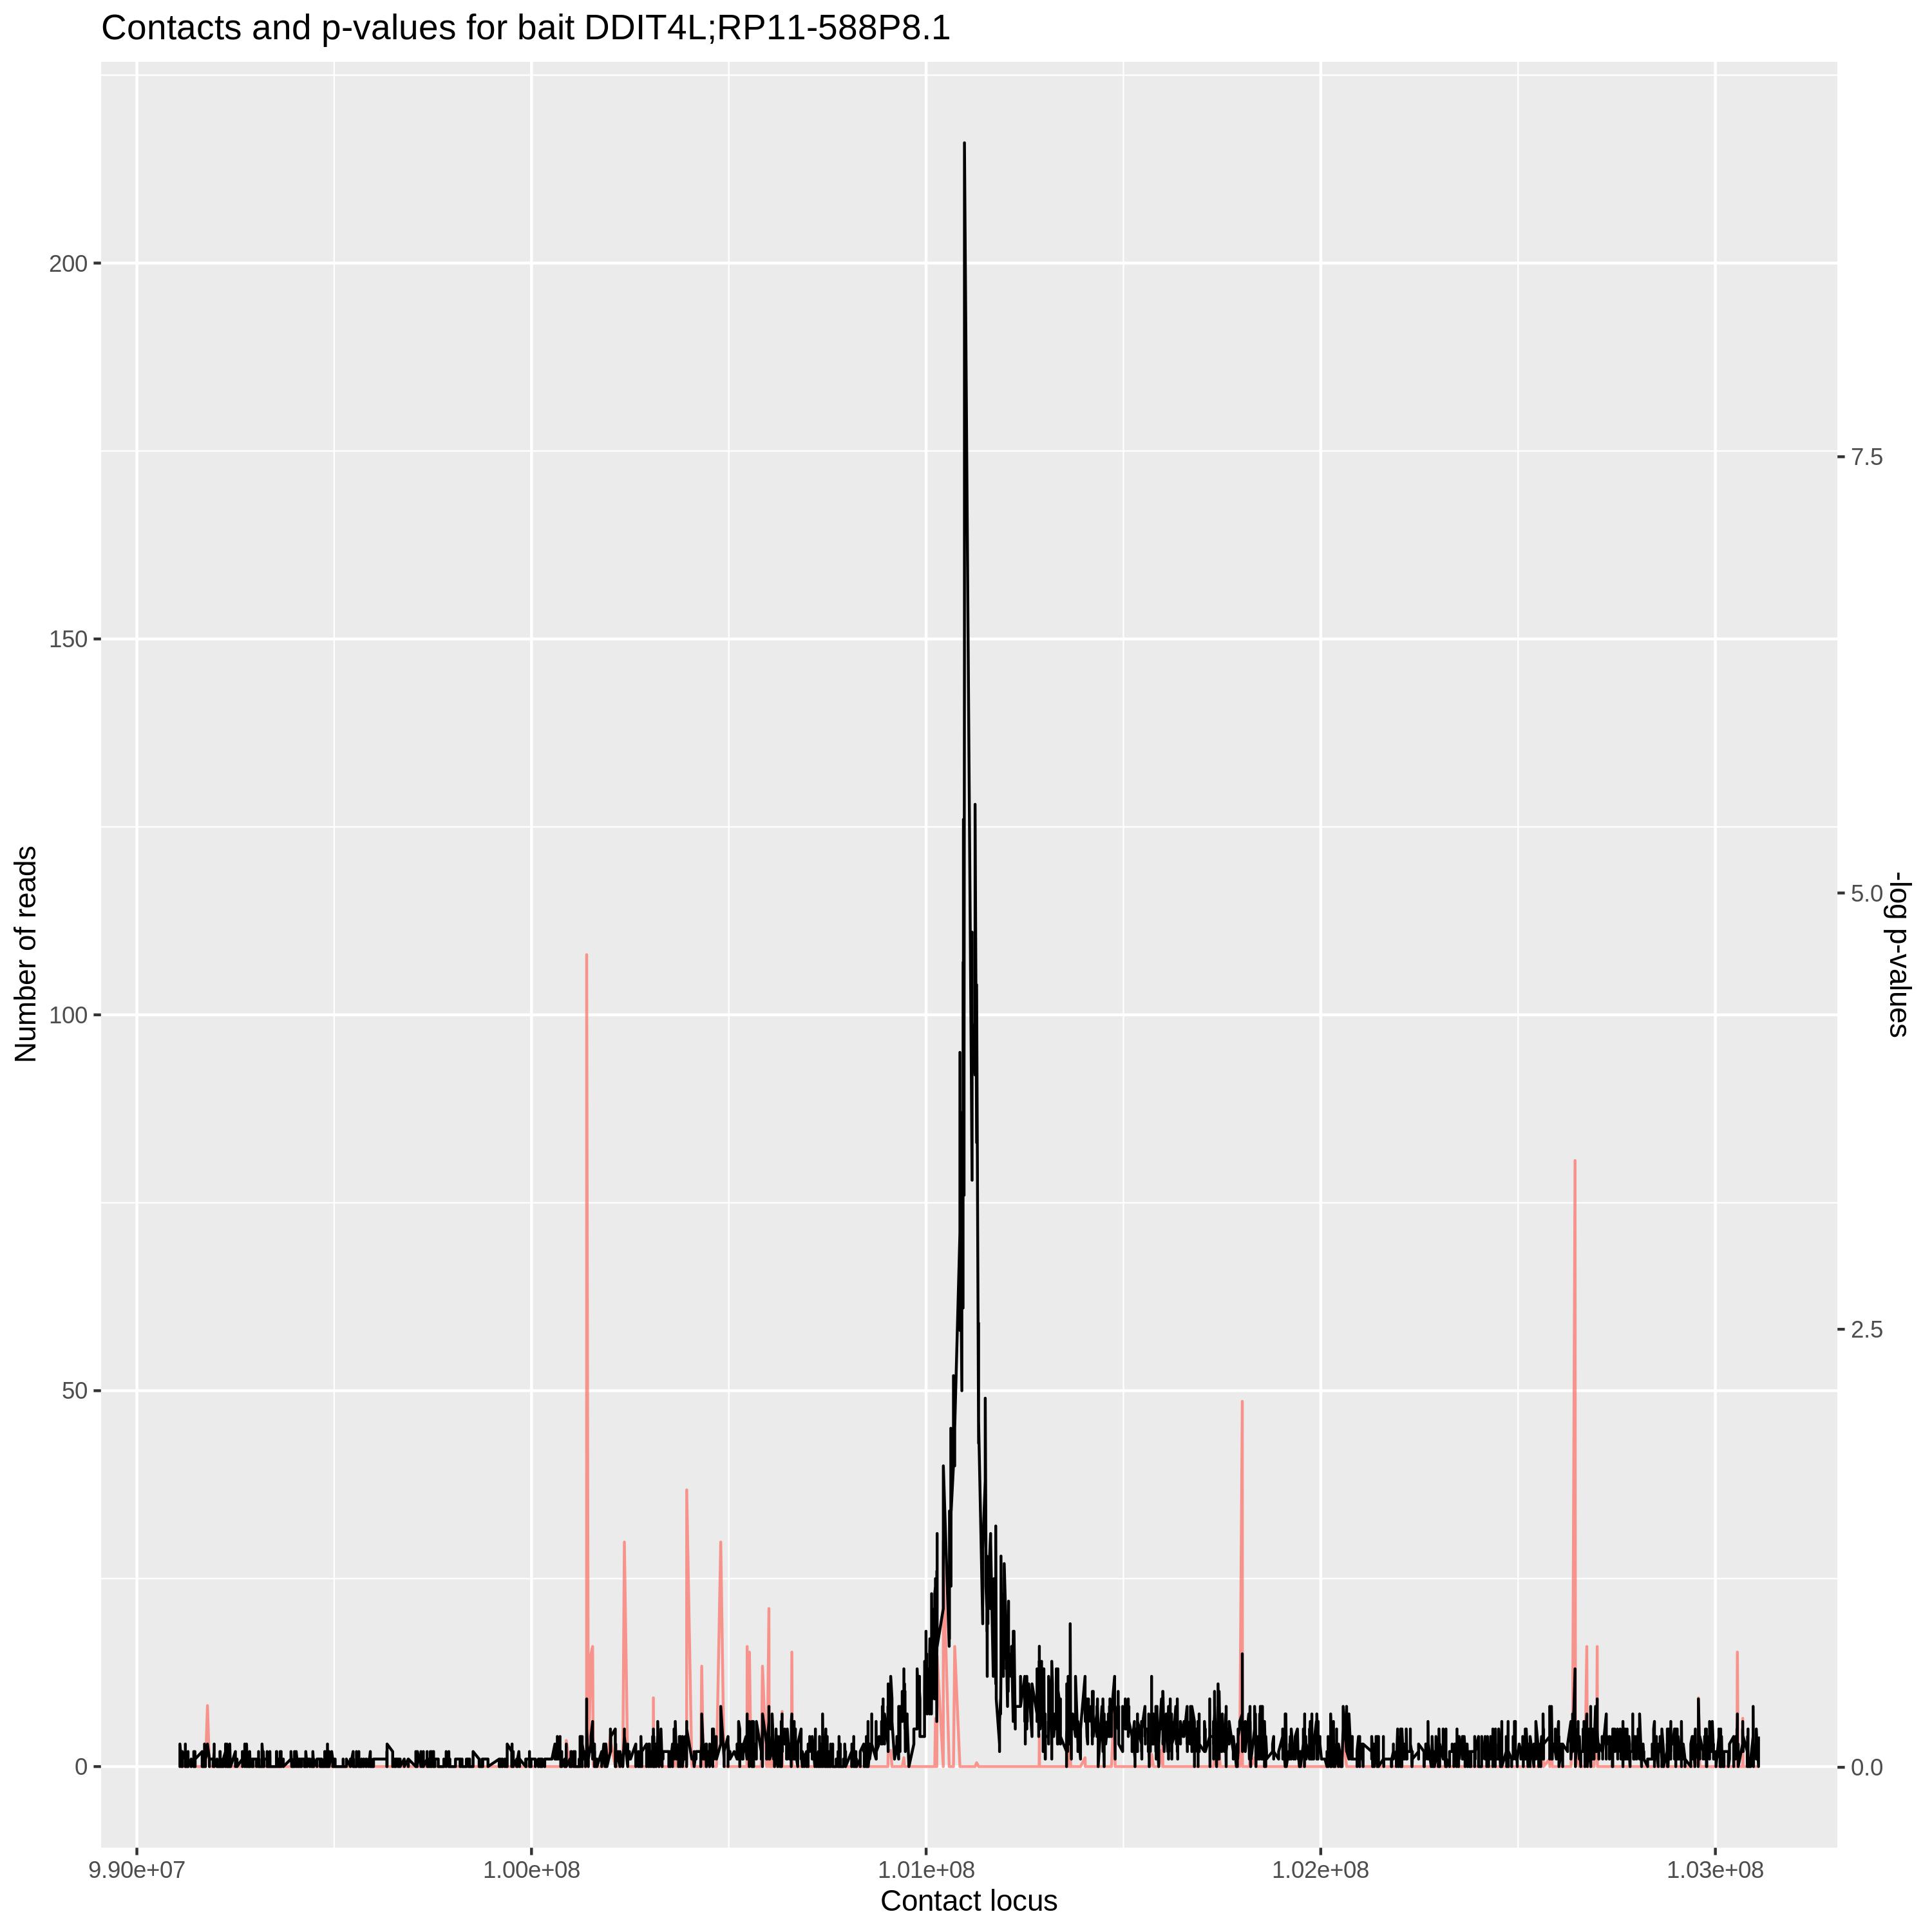 Contacts and p-values for bait DDIT4L;RP11-588P8.1
200
150
100
50
0
Number of reads
7.5
5.0
2.5
0.0
-log p-values
9.90e+07 1.00e+08 1.01e+08 1.02e+08 1.03e+08
Contact locus